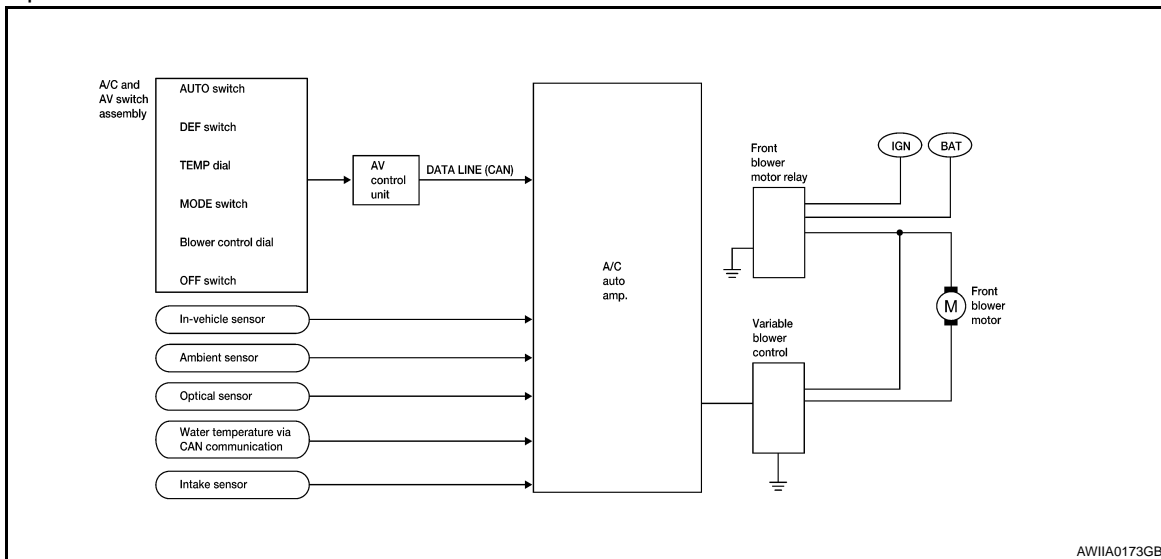 A/C and
AV switch
assembly
AUTO switch
DEF switch
TEMP dial
MODE switch
Blower control dial
OFF switch
AV
control
unit
DATA LINE (CAN)
In-vehicle sensor
Ambient sensor
Optical sensor
Water temperature via
CAN communication
Intake sensor
A/C
auto
amp.
Front
blower
motor relay
IGN
BAT
Variable
blower
control
M
Front
blower
motor
AWIIA0173GB